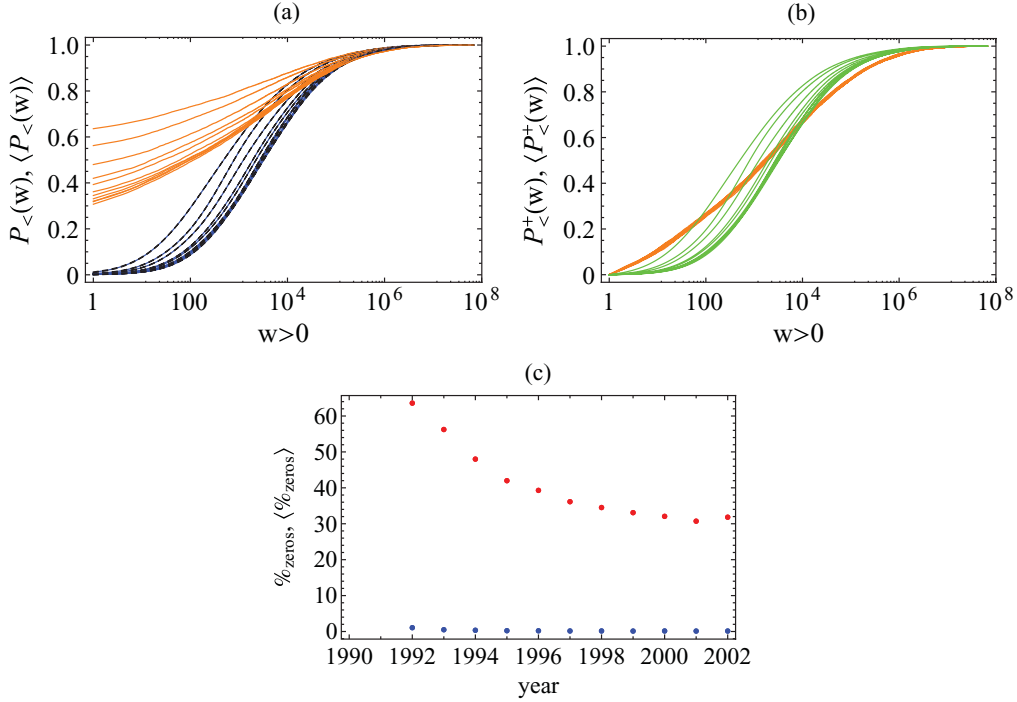 (a)
P<(w), ⟨P<(w)⟩
1.0
0.8
0.6
0.4
0.2
0
1 100 10^4 10^6 10^8
w>0
(b)
P<^+(w), ⟨P<^+(w)⟩
1.0
0.8
0.6
0.4
0.2
0
1 100 10^4 10^6 10^8
w>0
(c)
%zeros, ⟨%zeros⟩
60
50
40
30
20
10
0
1990 1992 1994 1996 1998 2000 2002
year